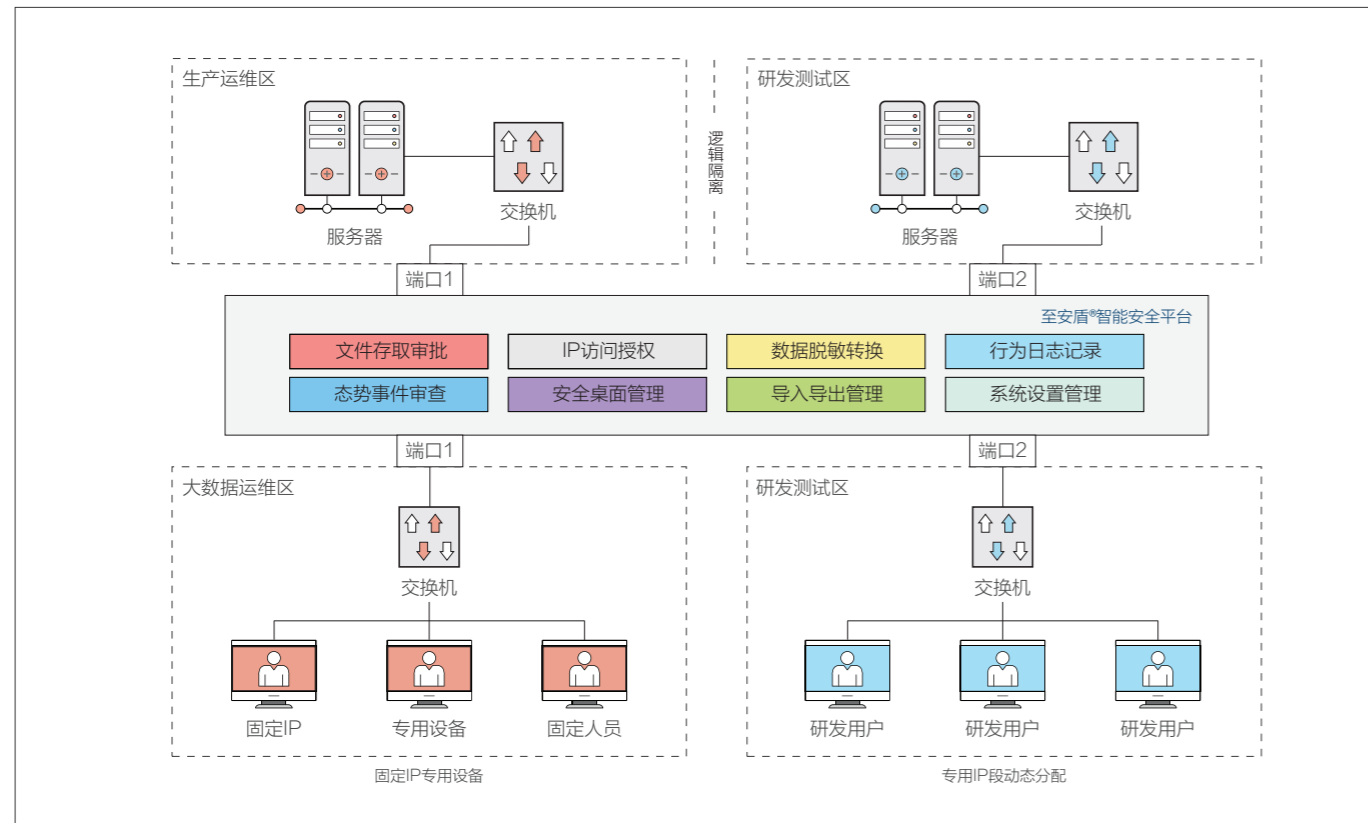 生产运维区
研发测试区
逻辑隔离
交换机
服务器
交换机
服务器
端口1
端口2
至安盾®智能安全平台
文件存取审批
IP访问授权
数据脱敏转换
行为日志记录
态势事件审查
安全桌面管理
导入导出管理
系统设置管理
端口1
端口2
大数据运维区
研发测试区
交换机
交换机
固定IP
专用设备
固定人员
研发用户
研发用户
研发用户
固定IP专用设备
专用IP段动态分配